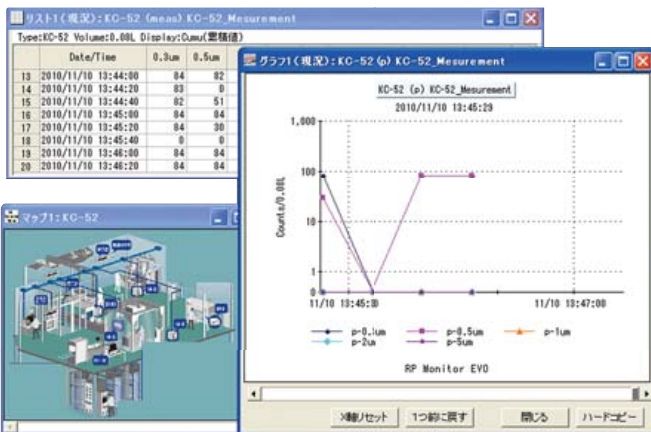 リスト1(現況):KC-52 (meas) KC-52_Mesurement
Type:KC-52 Volume:0.08L Display:Cumu(累積値)
Date/Time 0.3um 0.5um
13 2010/11/10 13:44:00 84 82
14 2010/11/10 13:44:20 83 0
15 2010/11/10 13:44:40 82 51
16 2010/11/10 13:45:00 84 84
17 2010/11/10 13:45:20 84 30
18 2010/11/10 13:45:40 0 0
19 2010/11/10 13:46:00 84 84
20 2010/11/10 13:46:20 84 84
グラフ1(現況):KC-52 (p) KC-52_Mesurement
KC-52 (p) KC-52_Mesurement
2010/11/10 13:45:29
1,000
100
10
1
0
Counts/0.08L
11/10 13:45:30 11/10 13:47:00
p-0.3um p-0.5um p-1um
p-2um p-5um
RP Monitor EVO
X軸リセット 1つ前に戻す 閉じる ハードコピー
マップ1:KC-52